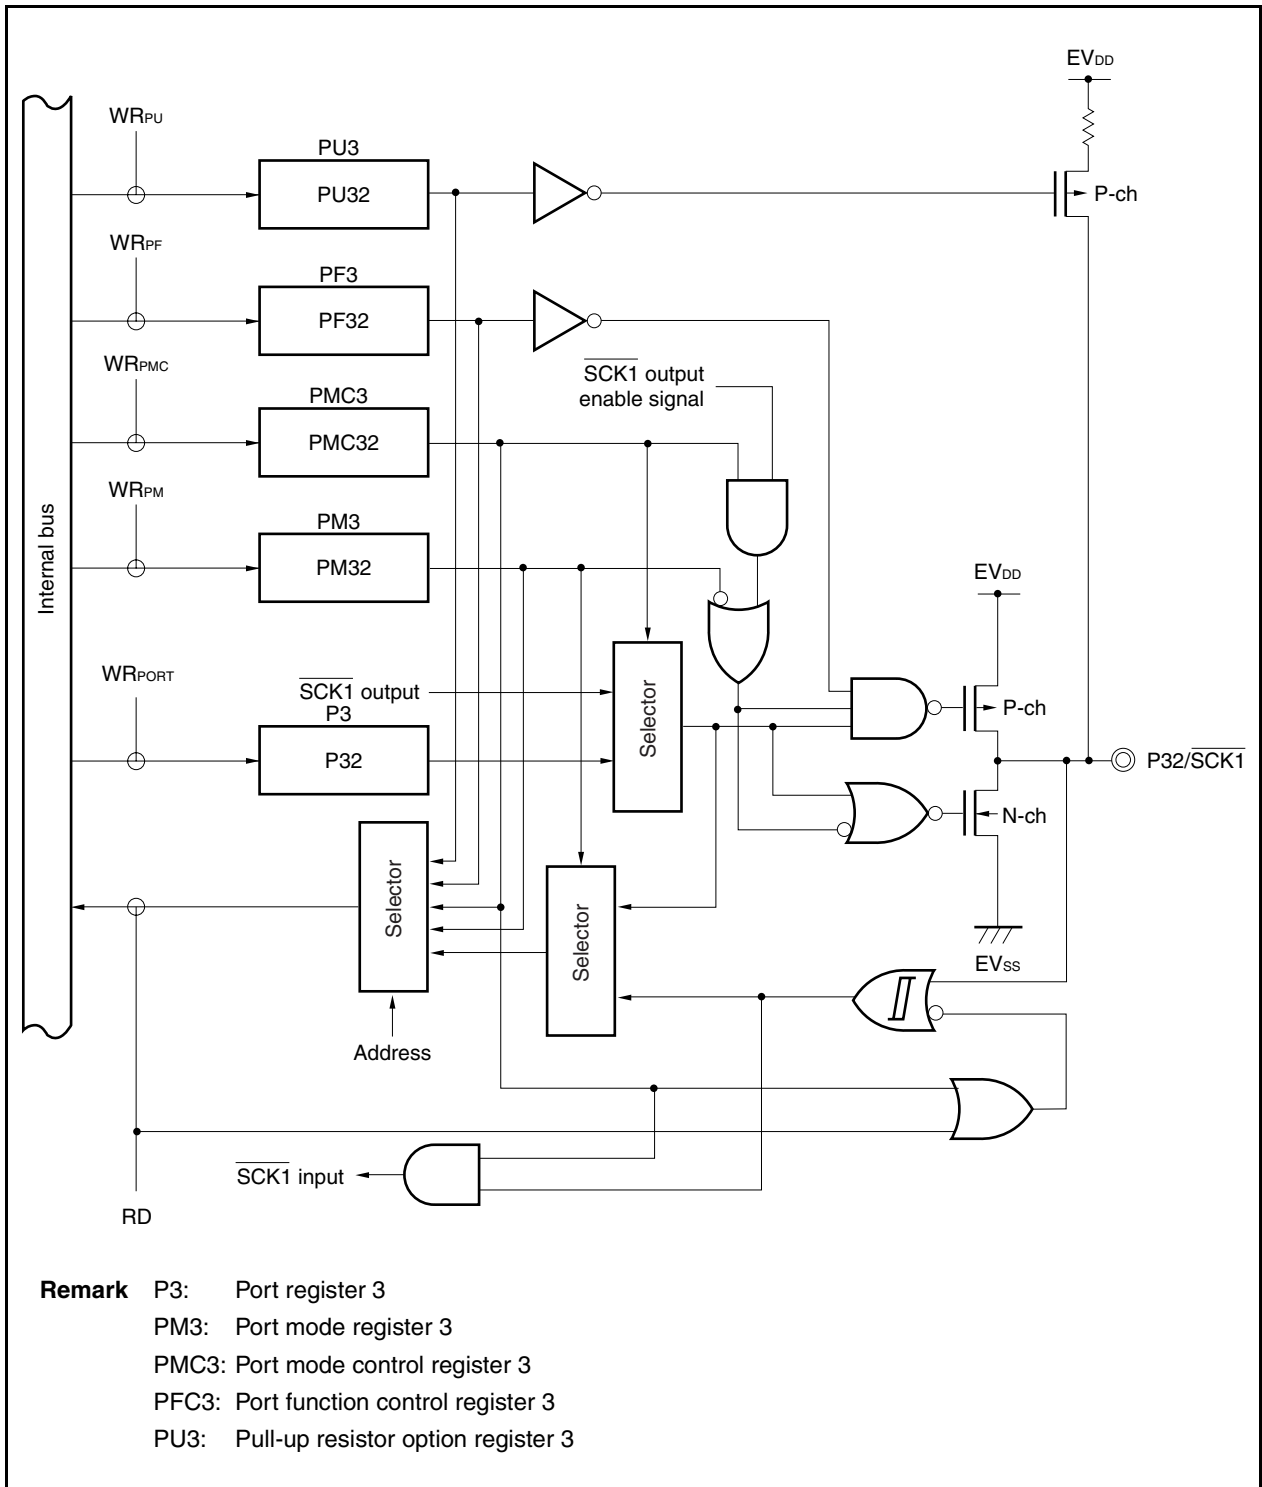 EVDD
WRPU
PU3
PU32
P-ch
WRPF
PF3
PF32
WRPMC
SCK1 output
enable signal
PMC3
PMC32
WRPM
PM3
PM32
Internal bus
EVDD
WRPORT
SCK1 output
P3
P32
Selector
P-ch
P32/SCK1
N-ch
Selector
Selector
EVSS
Address
SCK1 input
RD
Remark P3: Port register 3
PM3: Port mode register 3
PMC3: Port mode control register 3
PFC3: Port function control register 3
PU3: Pull-up resistor option register 3